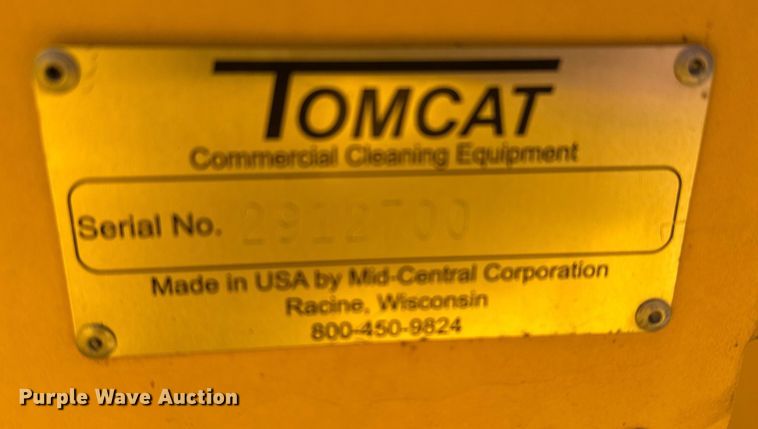 TOMCAT
Commercial Cleaning Equipment
Serial No. 2912700
Made in USA by Mid-Central Corporation
Racine, Wisconsin
800-450-9824
Purple Wave Auction